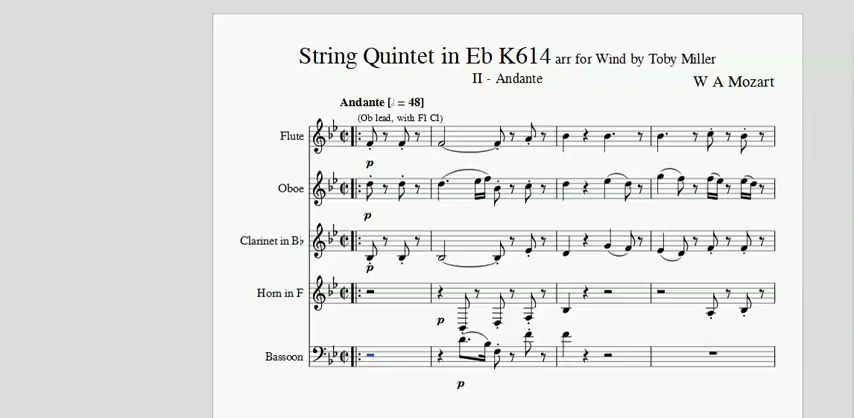 String Quintet in Eb K614 arr for Wind by Toby Miller
II - Andante
W A Mozart
Andante [♩ = 48]
(Ob lead, with Fl Cl)
Flute
p
Oboe
p
Clarinet in B♭
p
Horn in F
p
Bassoon
p